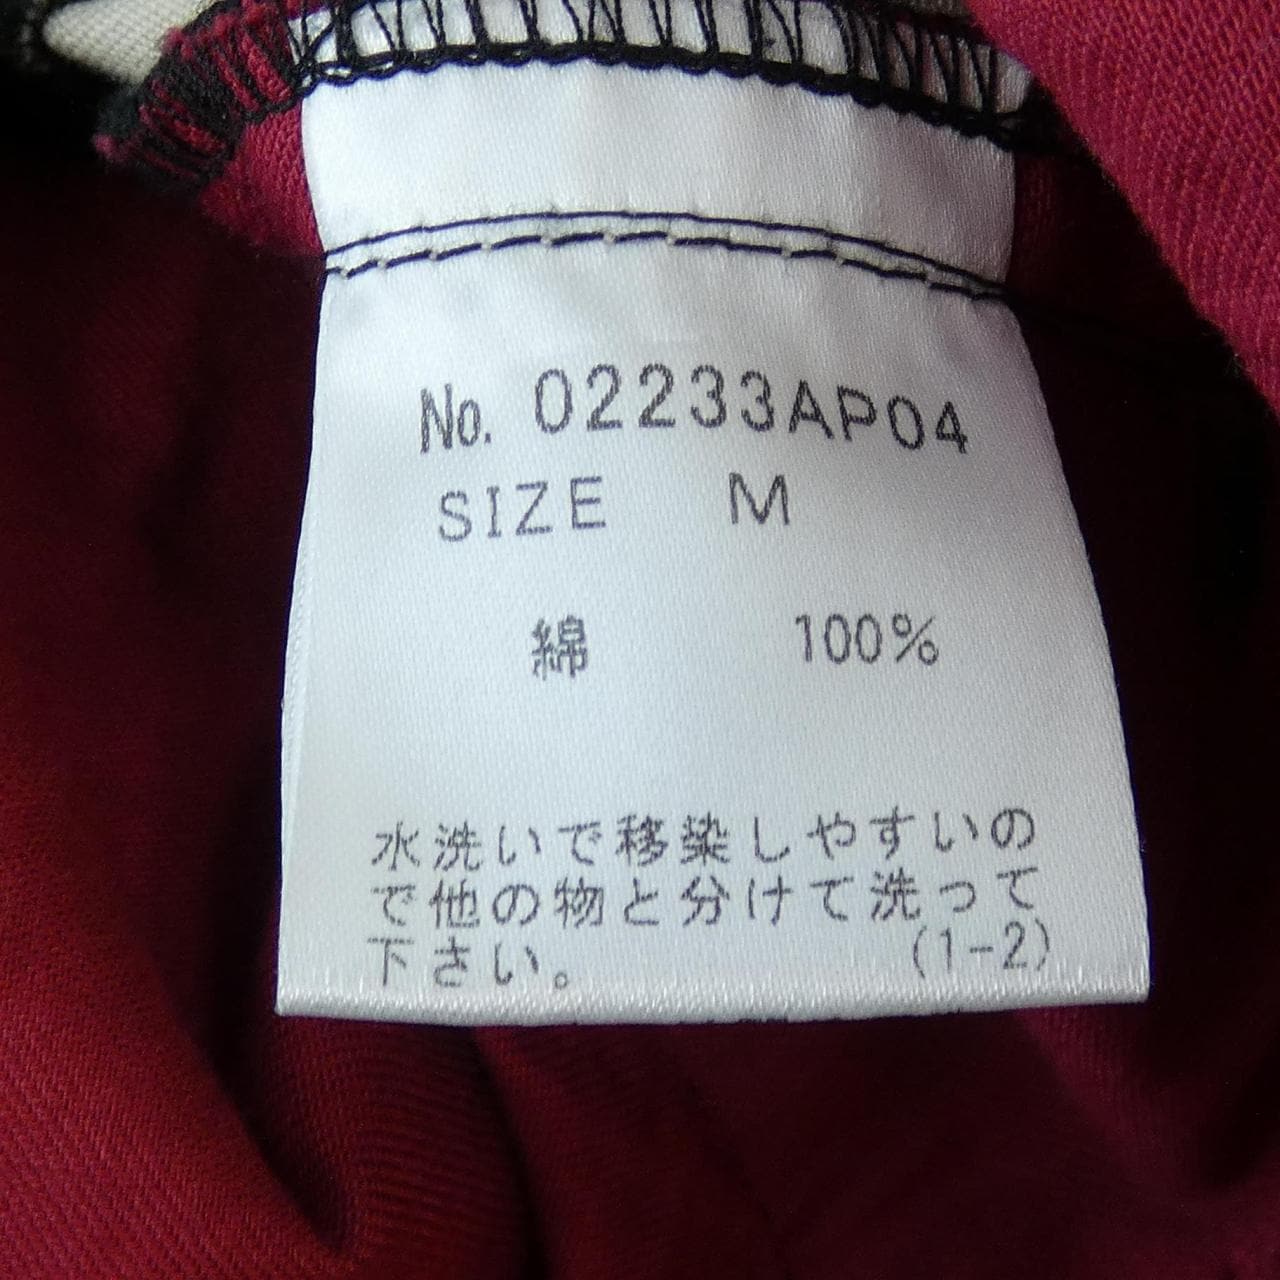 No. 02233AP04
SIZE M
綿 100%
水洗いで移染しやすいの
で他の物と分けて洗って
下さい。 (1-2)